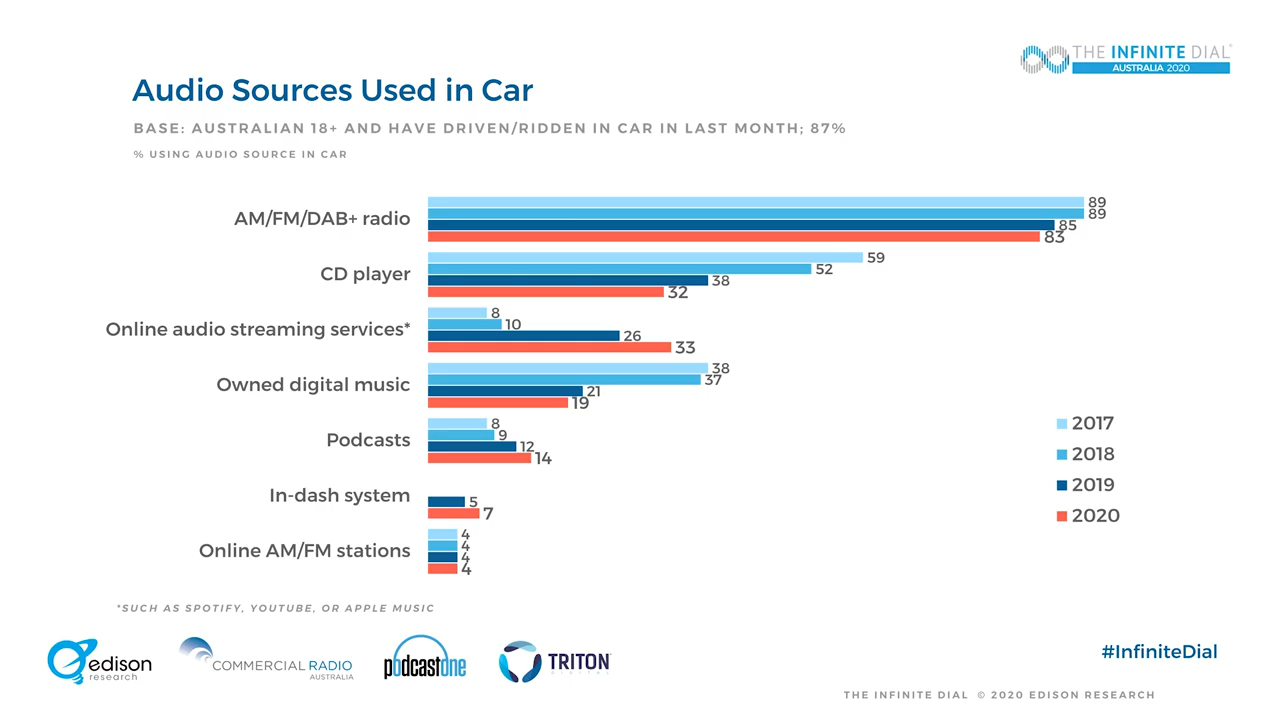 THE INFINITE DIAL
AUSTRALIA 2020
Audio Sources Used in Car
BASE: AUSTRALIAN 18+ AND HAVE DRIVEN/RIDDEN IN CAR IN LAST MONTH; 87%
% USING AUDIO SOURCE IN CAR
AM/FM/DAB+ radio
89
89
85
83
CD player
59
52
38
32
Online audio streaming services*
8
10
26
33
Owned digital music
38
37
21
19
Podcasts
8
9
12
14
In-dash system
5
7
Online AM/FM stations
4
4
4
4
2017
2018
2019
2020
*SUCH AS SPOTIFY, YOUTUBE, OR APPLE MUSIC
edison
research
COMMERCIAL RADIO
AUSTRALIA
podcastone
TRITON
DIGITAL
#InfiniteDial
THE INFINITE DIAL © 2020 EDISON RESEARCH